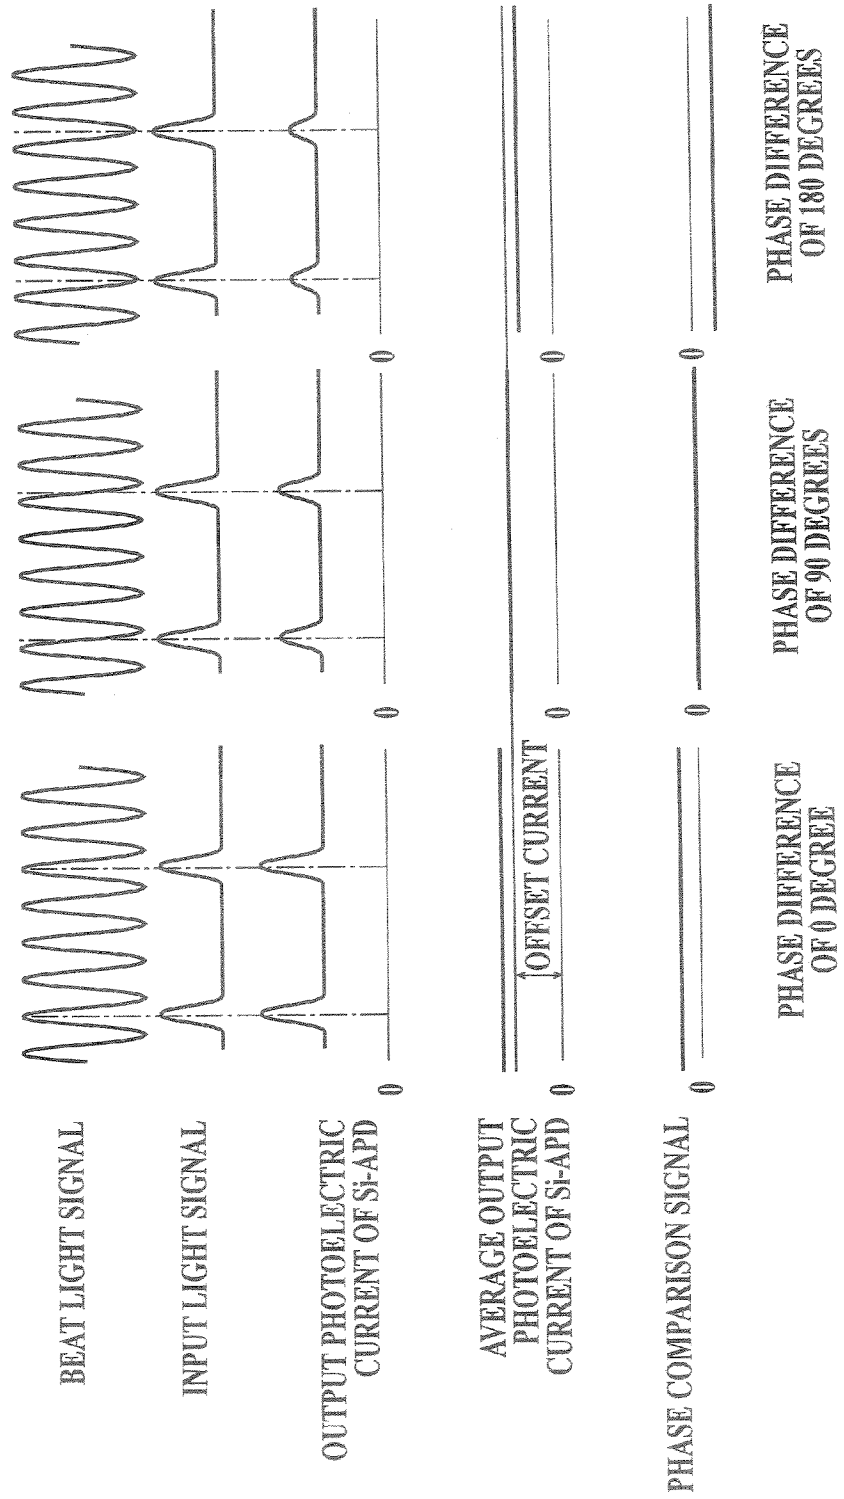 BEAT LIGHT SIGNAL
INPUT LIGHT SIGNAL
OUTPUT PHOTOELECTRIC
CURRENT OF Si-APD
0
0
0
AVERAGE OUTPUT
PHOTOELECTRIC
CURRENT OF Si-APD
0
OFFSET CURRENT
0
0
PHASE COMPARISON SIGNAL
0
0
0
PHASE DIFFERENCE
OF 0 DEGREE
PHASE DIFFERENCE
OF 90 DEGREES
PHASE DIFFERENCE
OF 180 DEGREES